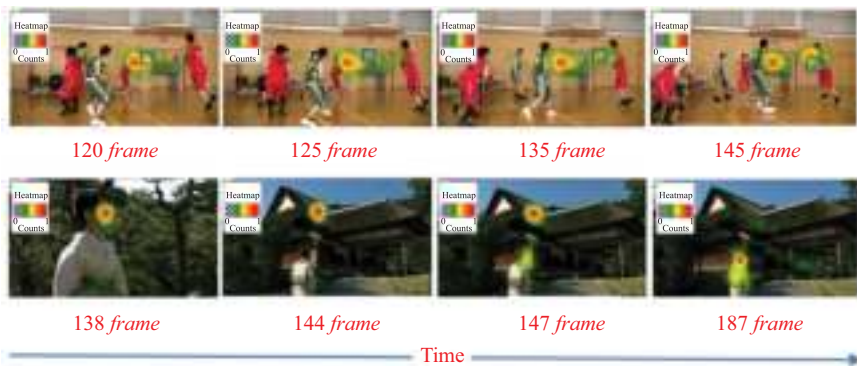 Heatmap Heatmap Heatmap Heatmap
0 1 0 1 0 1 0 1
Counts Counts Counts Counts
120 frame 125 frame 135 frame 145 frame
Heatmap Heatmap Heatmap Heatmap
0 1 0 1 0 1 0 1
Counts Counts Counts Counts
138 frame 144 frame 147 frame 187 frame
Time